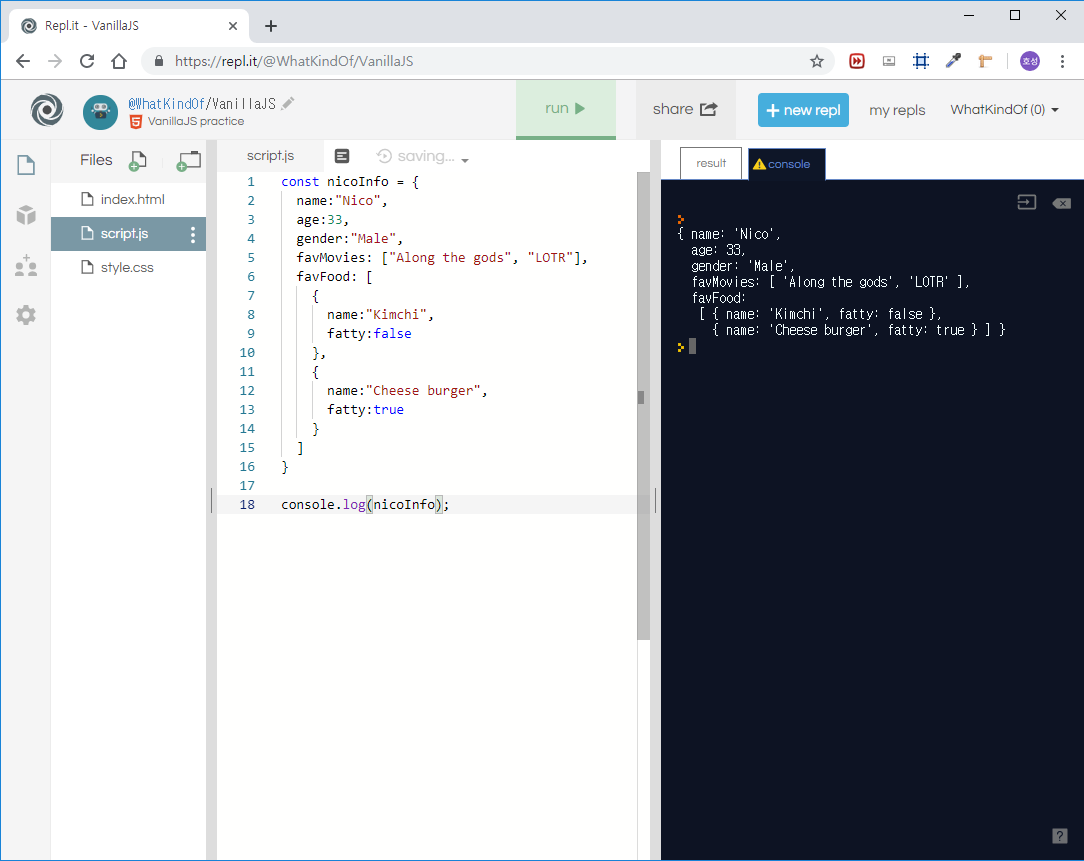 Repl.it - VanillaJS
https://repl.it/@WhatKindOf/VanillaJS
호성
@WhatKindOf/VanillaJS
VanillaJS practice
run
share
+ new repl
my repls
WhatKindOf (0)
Files
index.html
script.js
style.css
script.js
saving...
1 const nicoInfo = {
2 name:"Nico",
3 age:33,
4 gender:"Male",
5 favMovies: ["Along the gods", "LOTR"],
6 favFood: [
7 {
8 name:"Kimchi",
9 fatty:false
10 },
11 {
12 name:"Cheese burger",
13 fatty:true
14 }
15 ]
16 }
17
18 console.log(nicoInfo);
result
console
{ name: 'Nico',
age: 33,
gender: 'Male',
favMovies: [ 'Along the gods', 'LOTR' ],
favFood:
[ { name: 'Kimchi', fatty: false },
{ name: 'Cheese burger', fatty: true } ] }
?